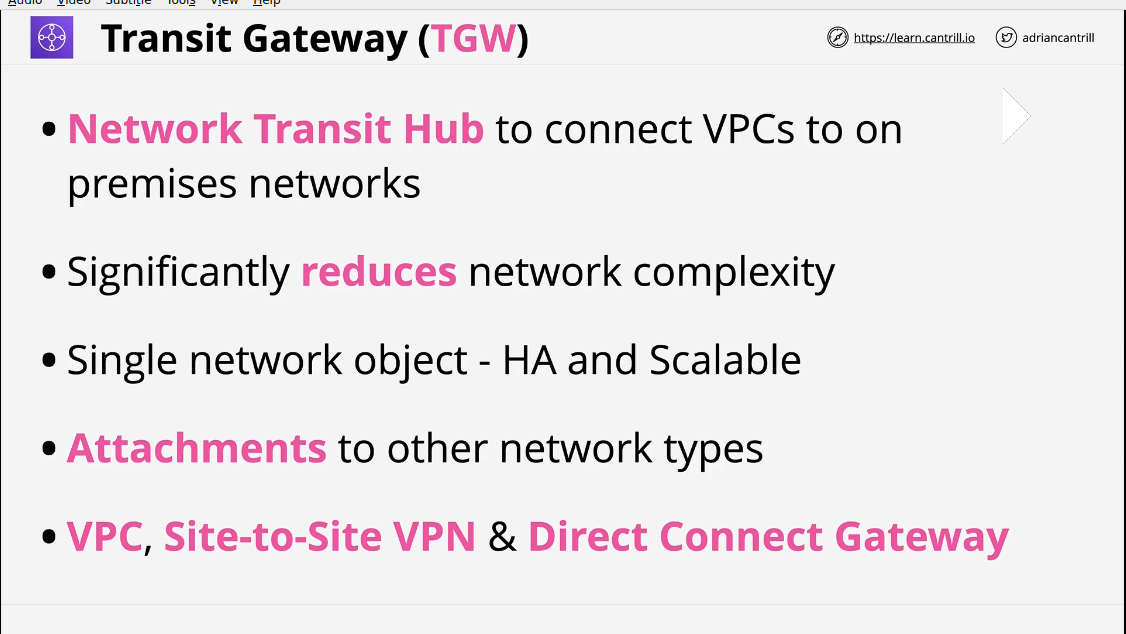 Audio Video Subtitle Tools View Help
Transit Gateway (TGW)
https://learn.cantrill.io
adriancantrill
• Network Transit Hub to connect VPCs to on
premises networks
• Significantly reduces network complexity
• Single network object - HA and Scalable
• Attachments to other network types
• VPC, Site-to-Site VPN & Direct Connect Gateway